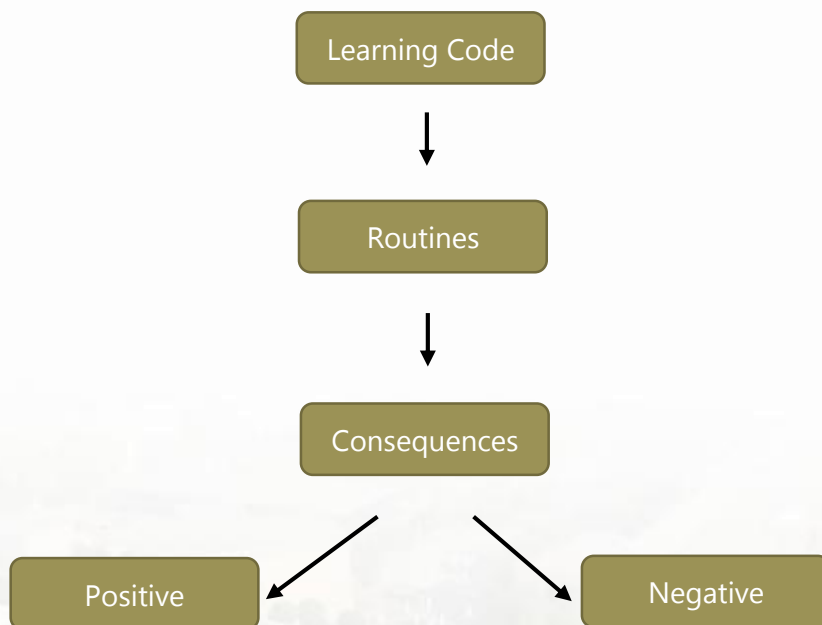 Learning Code
Routines
Consequences
Positive
Negative